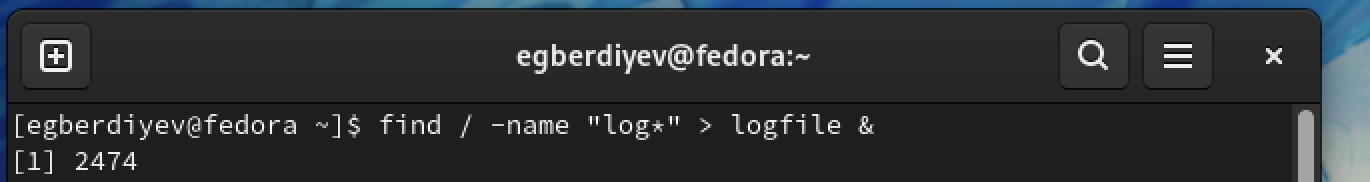 egberdiyev@fedora:~
[egberdiyev@fedora ~]$ find / -name "log*" > logfile &
[1] 2474